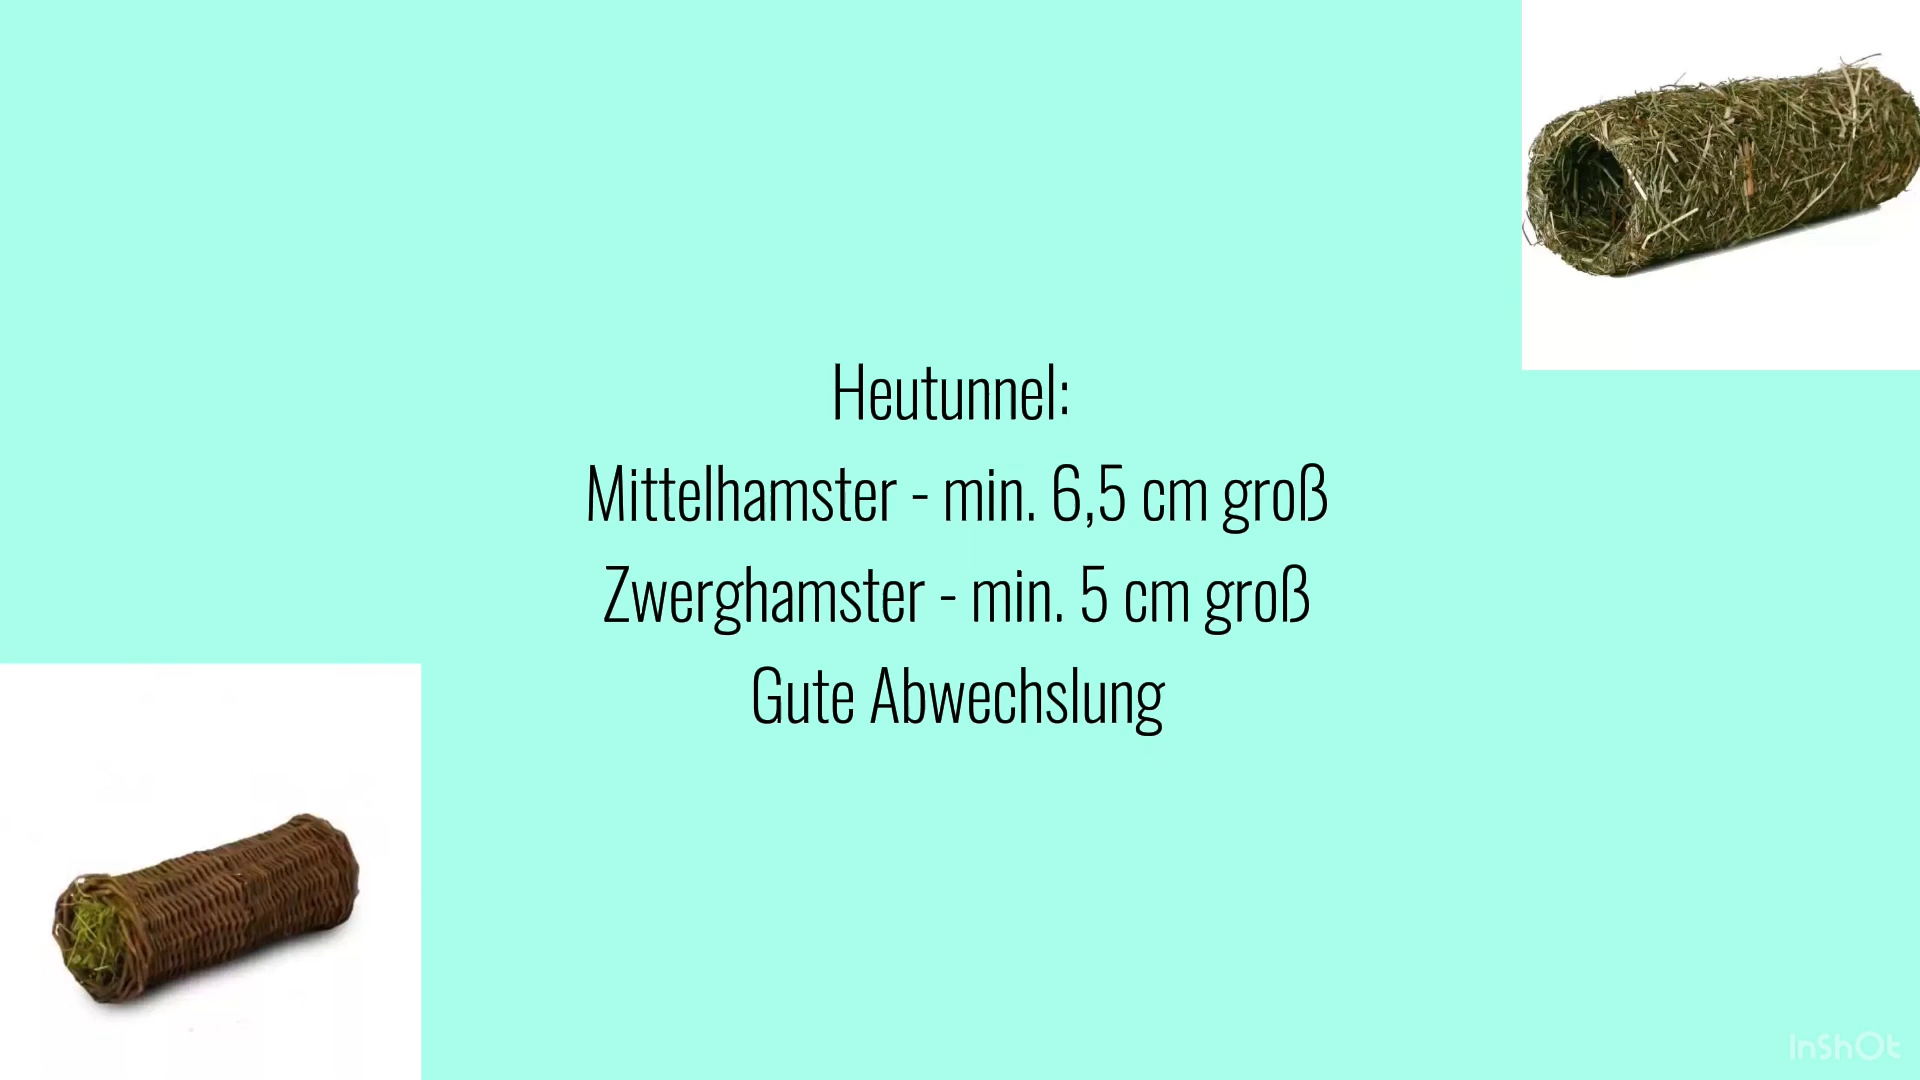 Heutunnel:
Mittelhamster - min. 6,5 cm groß
Zwerghamster - min. 5 cm groß
Gute Abwechslung
InShOt